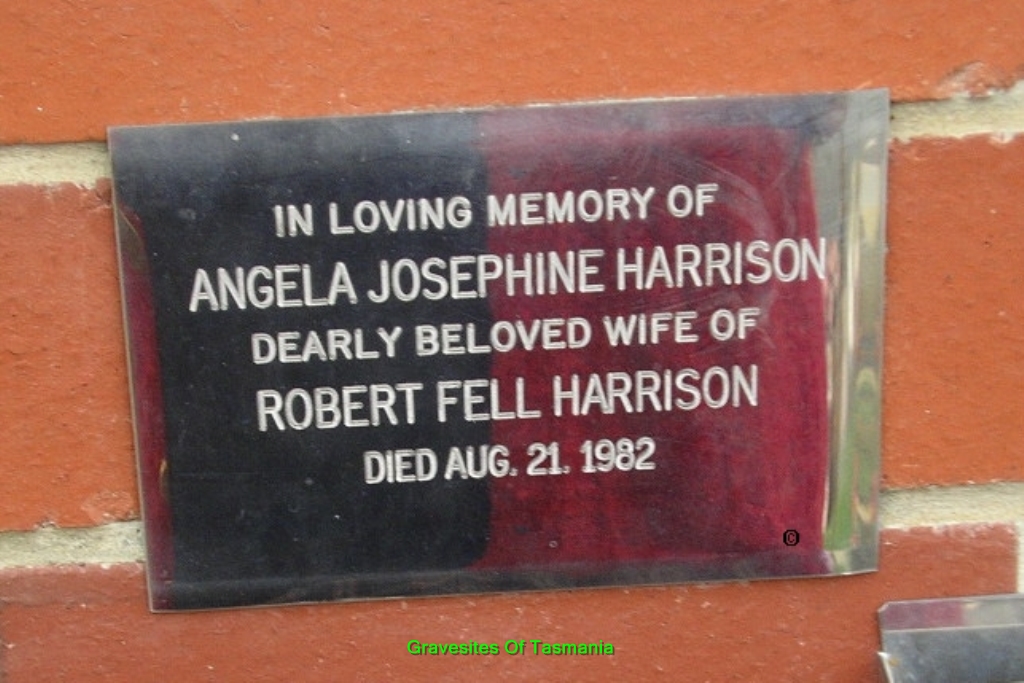 IN LOVING MEMORY OF
ANGELA JOSEPHINE HARRISON
DEARLY BELOVED WIFE OF
ROBERT FELL HARRISON
DIED AUG. 21. 1982
©
Gravesites Of Tasmania